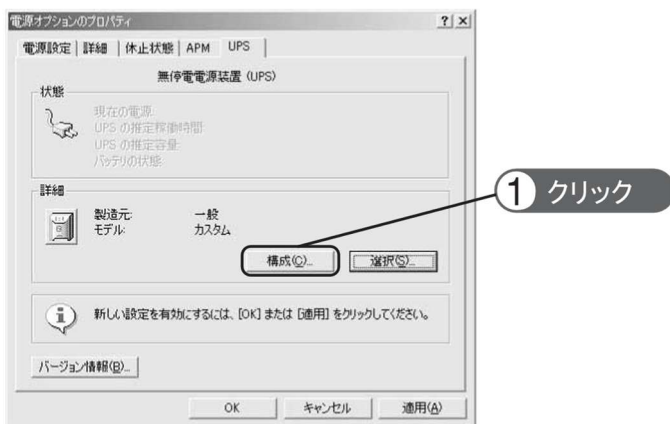 電源オプションのプロパティ
電源設定 詳細 休止状態 APM UPS
無停電電源装置 (UPS)
状態
現在の電源:
UPS の推定稼働時間:
UPS の推定容量:
バッテリの状態:
詳細
製造元: 一般
モデル: カスタム
構成(C)... 選択(S)...
1 クリック
新しい設定を有効にするには、[OK] または [適用] をクリックしてください。
バージョン情報(B)...
OK キャンセル 適用(A)